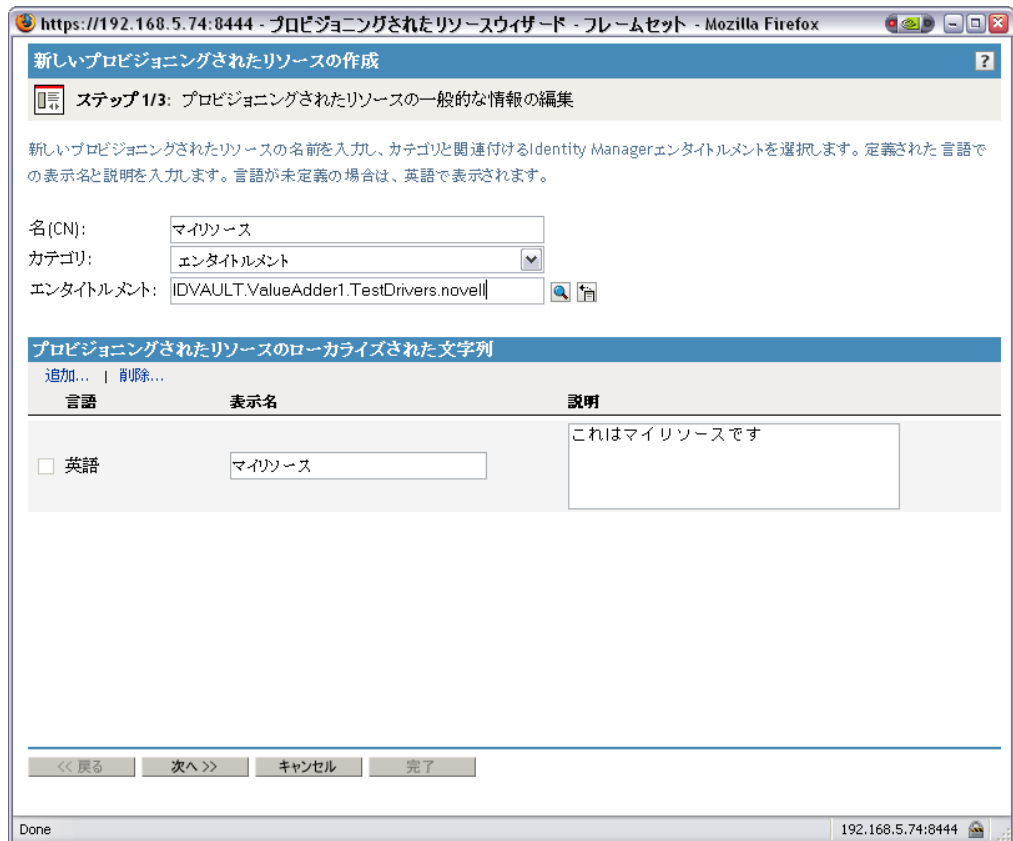 https://192.168.5.74:8444 - プロビジョニングされたリソースウィザード - フレームセット - Mozilla Firefox
新しいプロビジョニングされたリソースの作成
?
ステップ1/3: プロビジョニングされたリソースの一般的な情報の編集
新しいプロビジョニングされたリソースの名前を入力し、カテゴリと関連付けるIdentity Managerエンタイトルメントを選択します。定義された言語で
の表示名と説明を入力します。言語が未定義の場合は、英語で表示されます。
名(CN): マイリソース
カテゴリ: エンタイトルメント
エンタイトルメント: IDVAULT.ValueAdder1.TestDrivers.novell
プロビジョニングされたリソースのローカライズされた文字列
追加... | 削除...
言語 表示名 説明
英語 マイリソース これはマイリソースです
<< 戻る 次へ >> キャンセル 完了
Done 192.168.5.74:8444